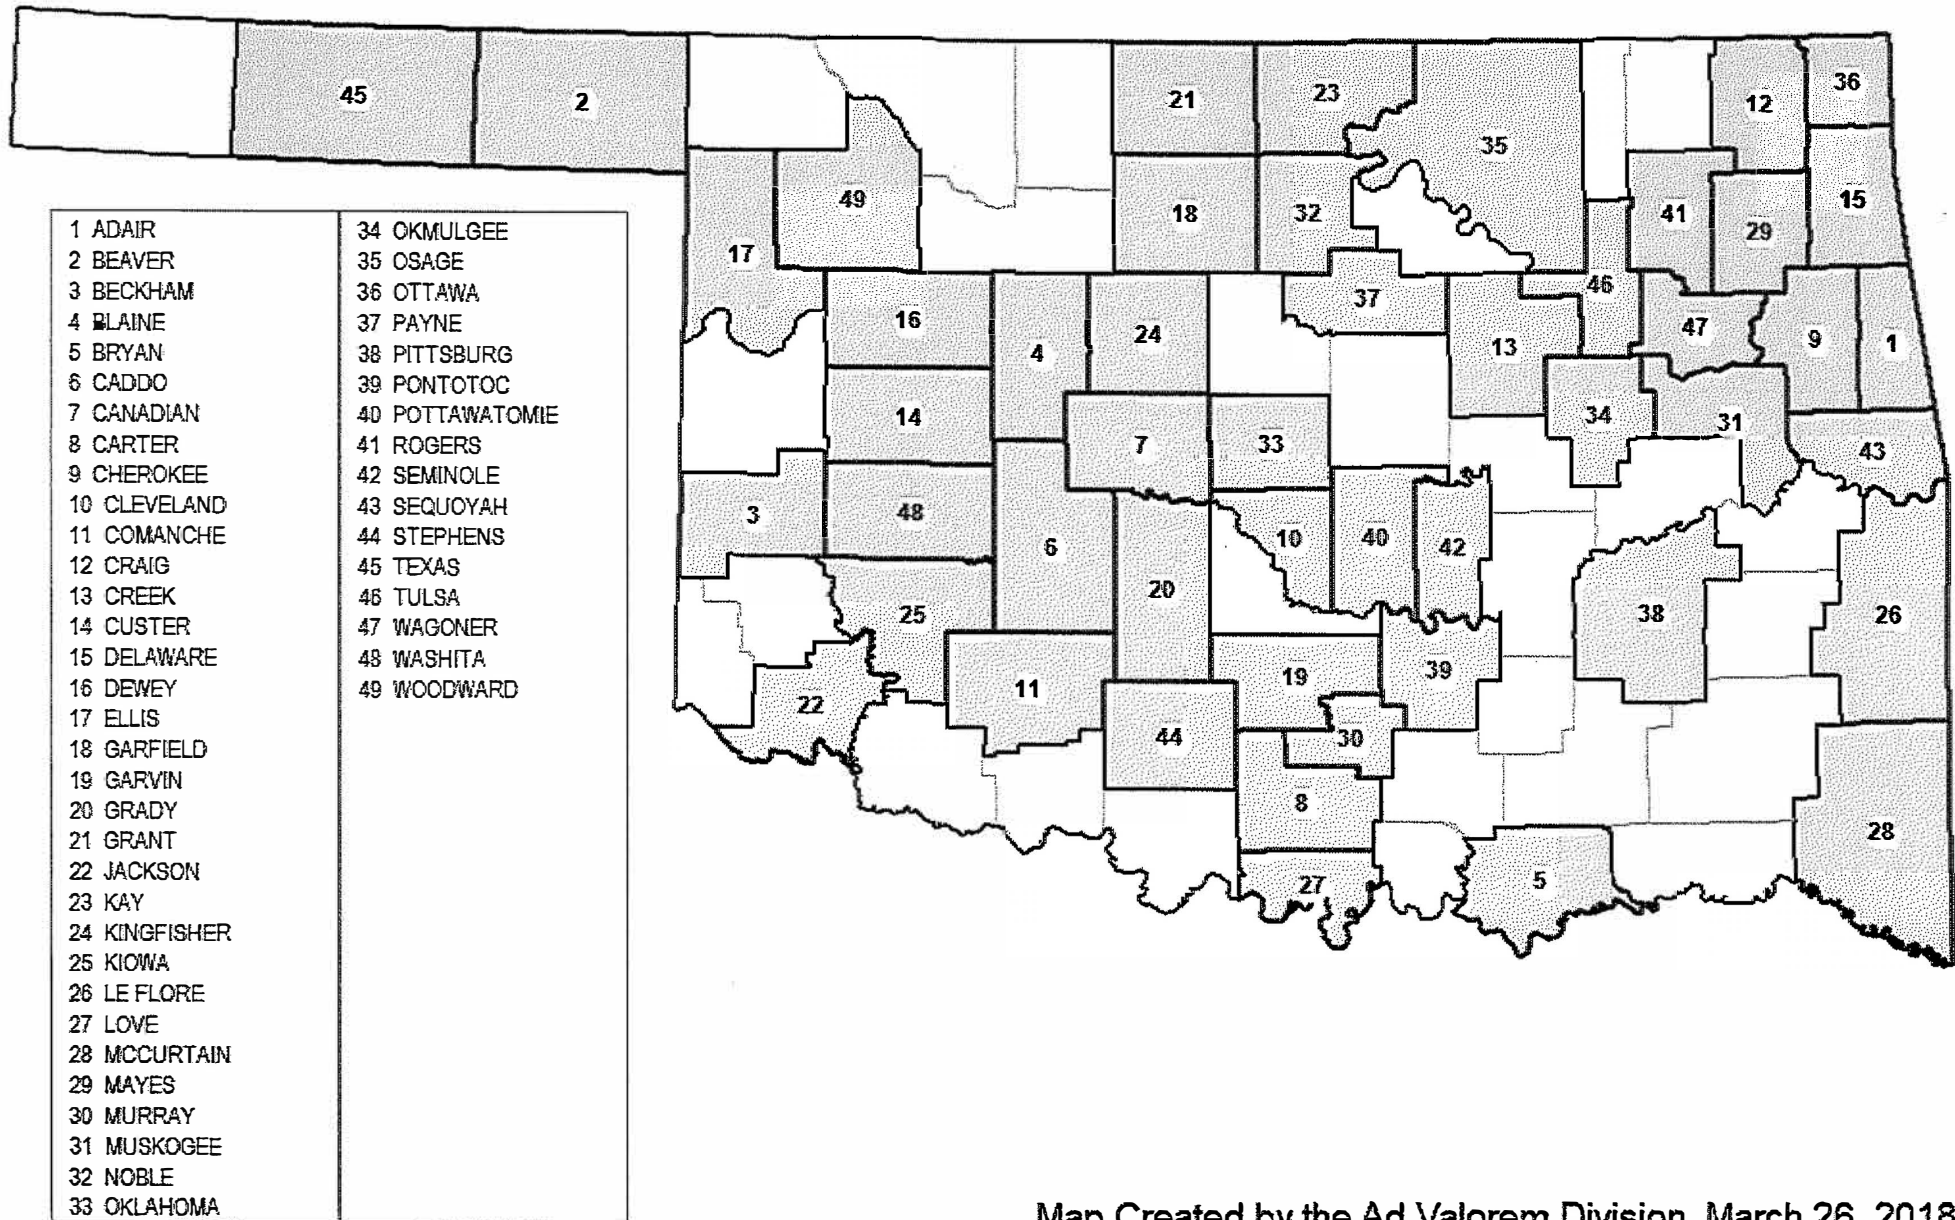 45
2
21
23
35
12
36
49
17
18
32
41
29
15
16
4
24
37
13
46
47
9
1
14
7
33
34
31
43
3
48
6
20
10
40
42
38
26
25
22
11
19
39
44
30
8
27
5
28
1 ADAIR
2 BEAVER
3 BECKHAM
4 BLAINE
5 BRYAN
6 CADDO
7 CANADIAN
8 CARTER
9 CHEROKEE
10 CLEVELAND
11 COMANCHE
12 CRAIG
13 CREEK
14 CUSTER
15 DELAWARE
16 DEWEY
17 ELLIS
18 GARFIELD
19 GARVIN
20 GRADY
21 GRANT
22 JACKSON
23 KAY
24 KINGFISHER
25 KIOWA
26 LE FLORE
27 LOVE
28 MCCURTAIN
29 MAYES
30 MURRAY
31 MUSKOGEE
32 NOBLE
33 OKLAHOMA
34 OKMULGEE
35 OSAGE
36 OTTAWA
37 PAYNE
38 PITTSBURG
39 PONTOTOC
40 POTTAWATOMIE
41 ROGERS
42 SEMINOLE
43 SEQUOYAH
44 STEPHENS
45 TEXAS
46 TULSA
47 WAGONER
48 WASHITA
49 WOODWARD
Map Created by the Ad Valorem Division, March 26, 2018